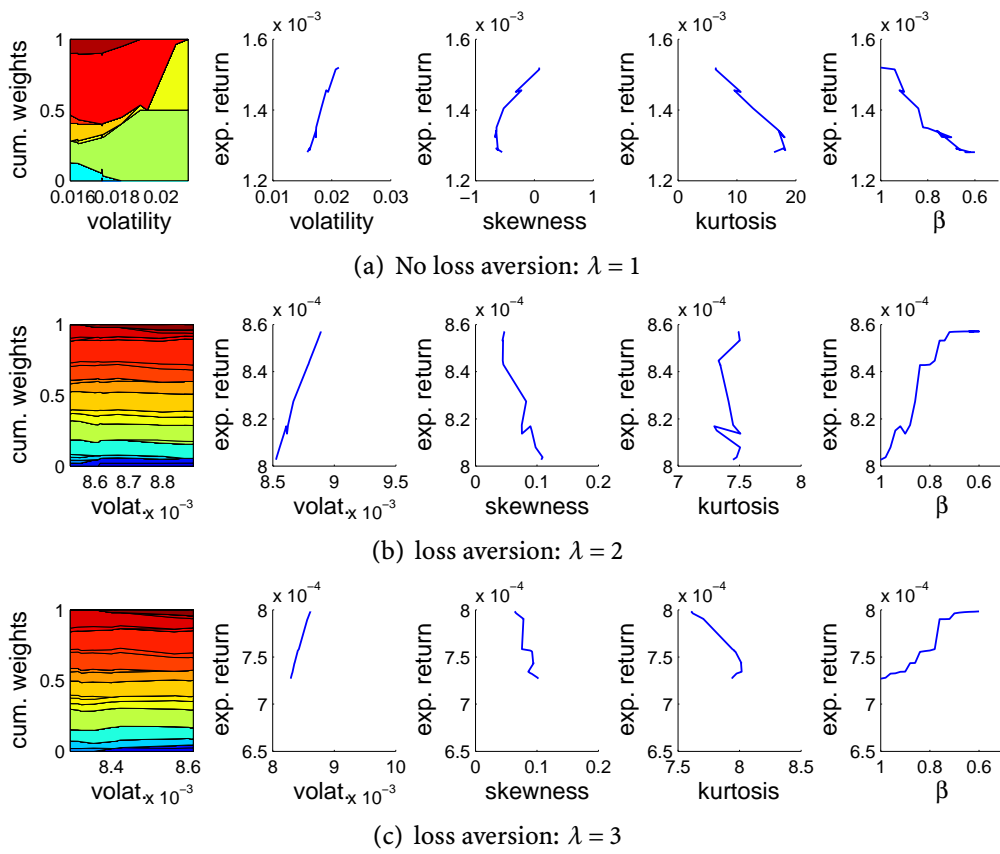 x 10⁻³ x 10⁻³ x 10⁻³ x 10⁻³
cum. weights 1 0.5 0 0.016 0.018 0.02 volatility
exp. return 1.6 1.4 1.2 0.01 0.02 0.03 volatility
exp. return 1.6 1.4 1.2 −1 0 1 skewness
exp. return 1.6 1.4 1.2 0 10 20 kurtosis
exp. return 1.6 1.4 1.2 1 0.8 0.6 β
(a) No loss aversion: λ = 1
x 10⁻⁴ x 10⁻⁴ x 10⁻⁴ x 10⁻⁴
cum. weights 1 0.5 0 8.6 8.7 8.8 volat. x 10⁻³
exp. return 8.6 8.4 8.2 8 8.5 9 9.5 volat. x 10⁻³
exp. return 8.6 8.4 8.2 8 0 0.1 0.2 skewness
exp. return 8.6 8.4 8.2 8 7 7.5 8 kurtosis
exp. return 8.6 8.4 8.2 8 1 0.8 0.6 β
(b) loss aversion: λ = 2
x 10⁻⁴ x 10⁻⁴ x 10⁻⁴ x 10⁻⁴
cum. weights 1 0.5 0 8.4 8.6 volat. x 10⁻³
exp. return 8 7.5 7 6.5 8 9 10 volat. x 10⁻³
exp. return 8 7.5 7 6.5 0 0.1 0.2 skewness
exp. return 8 7.5 7 6.5 7.5 8 8.5 kurtosis
exp. return 8 7.5 7 6.5 1 0.8 0.6 β
(c) loss aversion: λ = 3